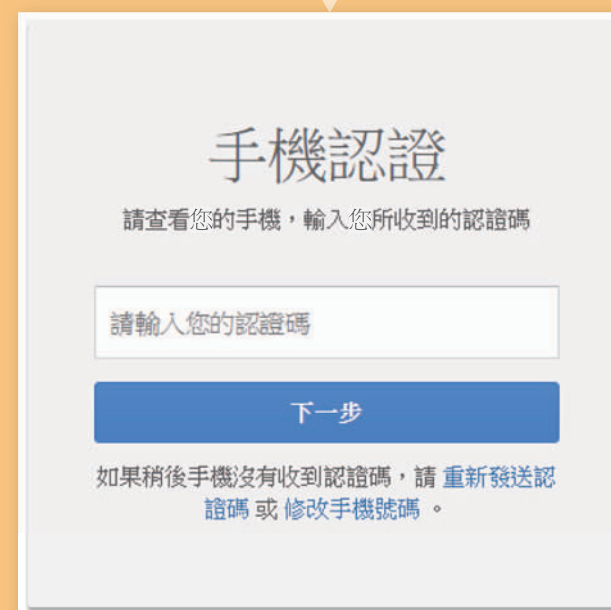 手機認證
請查看您的手機，輸入您所收到的認證碼
請輸入您的認證碼
下一步
如果稍後手機沒有收到認證碼，請 重新發送認
證碼 或 修改手機號碼 。